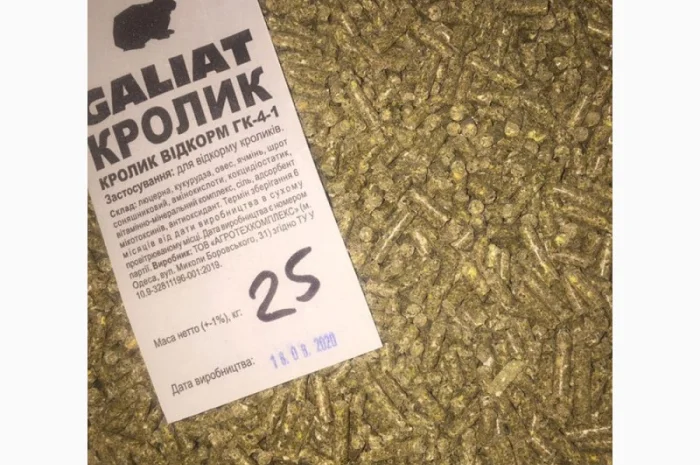 GALIAT
КРОЛИК
КРОЛИК ВІДКОРМ ГК-4-1
Застосування: для відкорму кроликів.
Склад: люцерна, кукурудза, овес, ячмінь, шрот
соняшниковий, амінокислоти, кокцидіостатик,
вітамінно-мінеральний комплекс, сіль, адсорбент
мікотоксинів, антиоксидант. Термін зберігання 6
місяців від дати виробництва в сухому
провітрюваному місці. Дата виробництва є номером
партії. Виробник: ТОВ «АГРОТЕХКОМПЛЕКС» (м.
Одеса, вул. Миколи Боровського, 31) згідно ТУ У
10.9-32811196-001:2019.
Маса нетто (+-1%), кг: 25
Дата виробництва: 16.09.2020